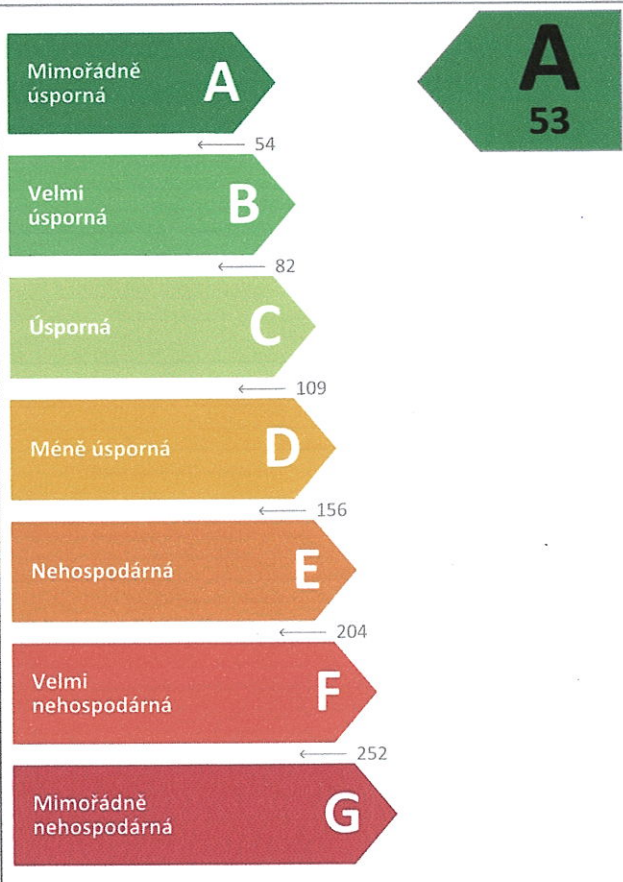 Mimořádně
úsporná
A
A
53
← 54
Velmi
úsporná
B
← 82
Úsporná
C
← 109
Méně úsporná
D
← 156
Nehospodárná
E
← 204
Velmi
nehospodárná
F
← 252
Mimořádně
nehospodárná
G